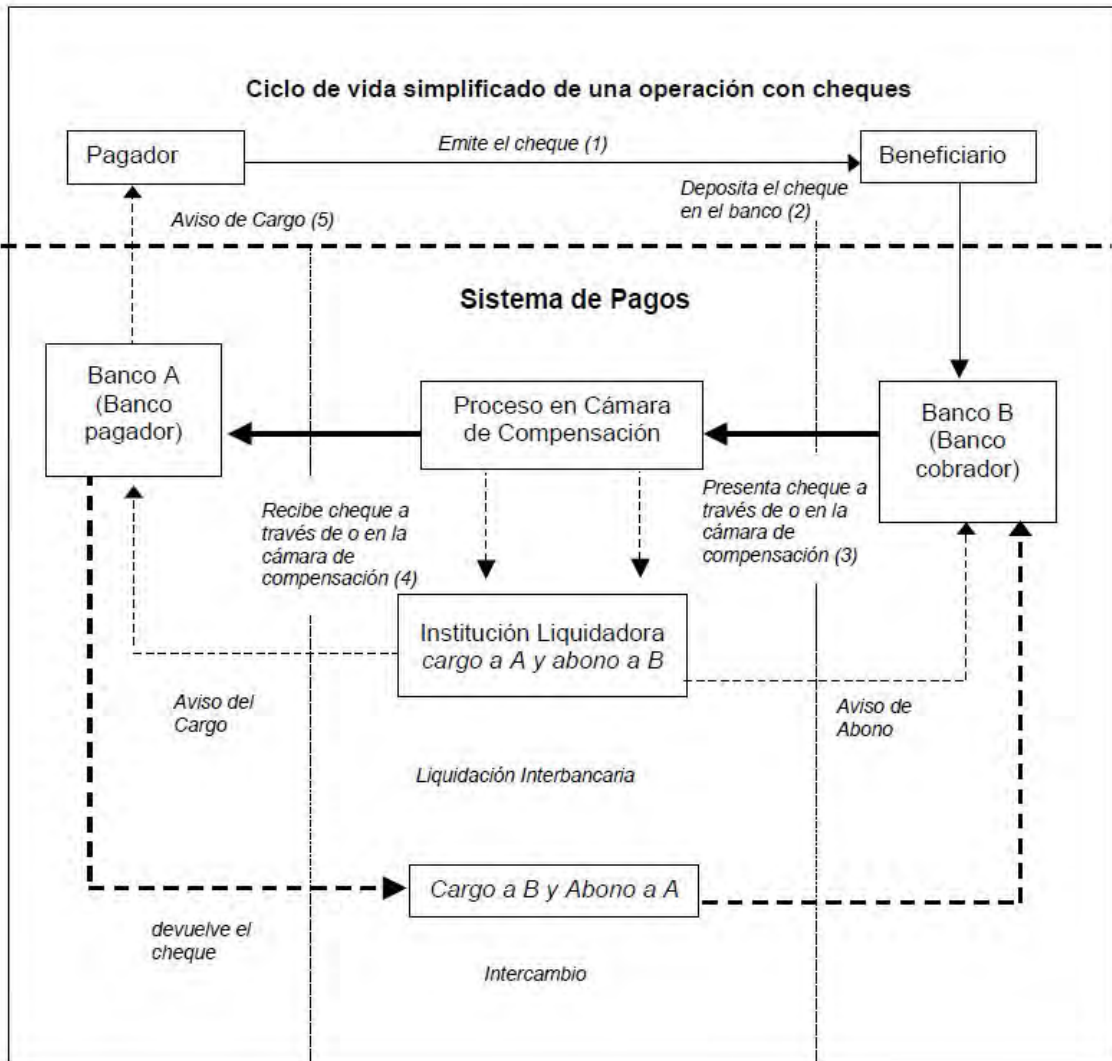 Ciclo de vida simplificado de una operación con cheques
Pagador
Emite el cheque (1)
Beneficiario
Aviso de Cargo (5)
Deposita el cheque
en el banco (2)
Sistema de Pagos
Banco A
(Banco
pagador)
Proceso en Cámara
de Compensación
Banco B
(Banco
cobrador)
Recibe cheque a
través de o en la
cámara de
compensación (4)
Presenta cheque a
través de o en la
cámara de
compensación (3)
Institución Liquidadora
cargo a A y abono a B
Aviso del
Cargo
Aviso de
Abono
Liquidación Interbancaria
Cargo a B y Abono a A
devuelve el
cheque
Intercambio